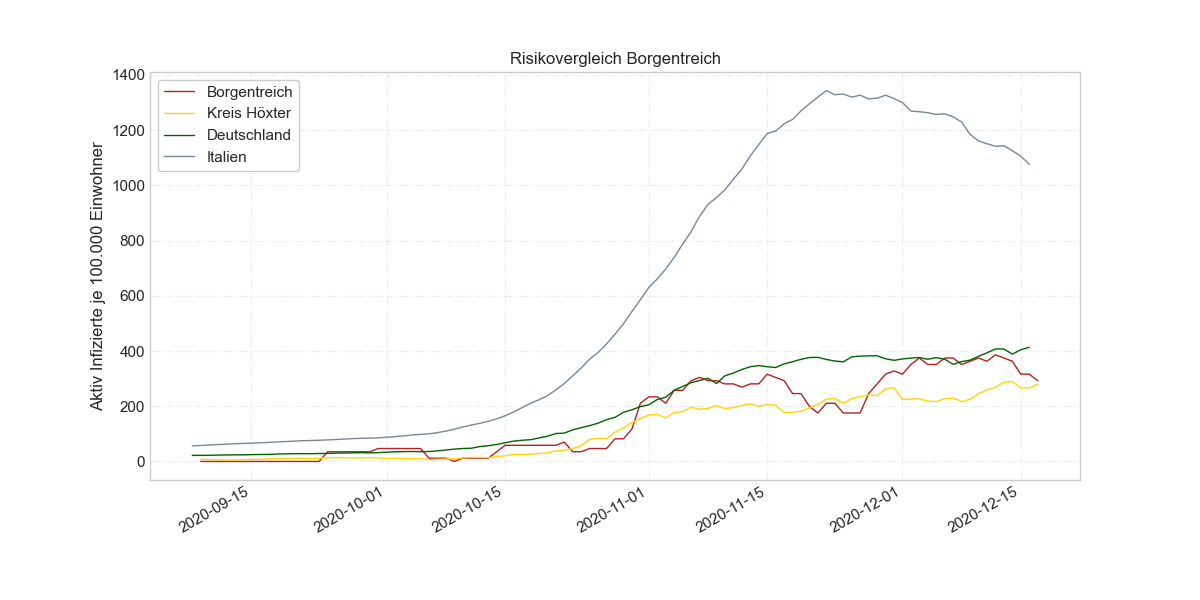 Risikovergleich Borgentreich
Aktiv Infizierte je 100.000 Einwohner
1400
1200
1000
800
600
400
200
0
Borgentreich
Kreis Höxter
Deutschland
Italien
2020-09-15
2020-10-01
2020-10-15
2020-11-01
2020-11-15
2020-12-01
2020-12-15